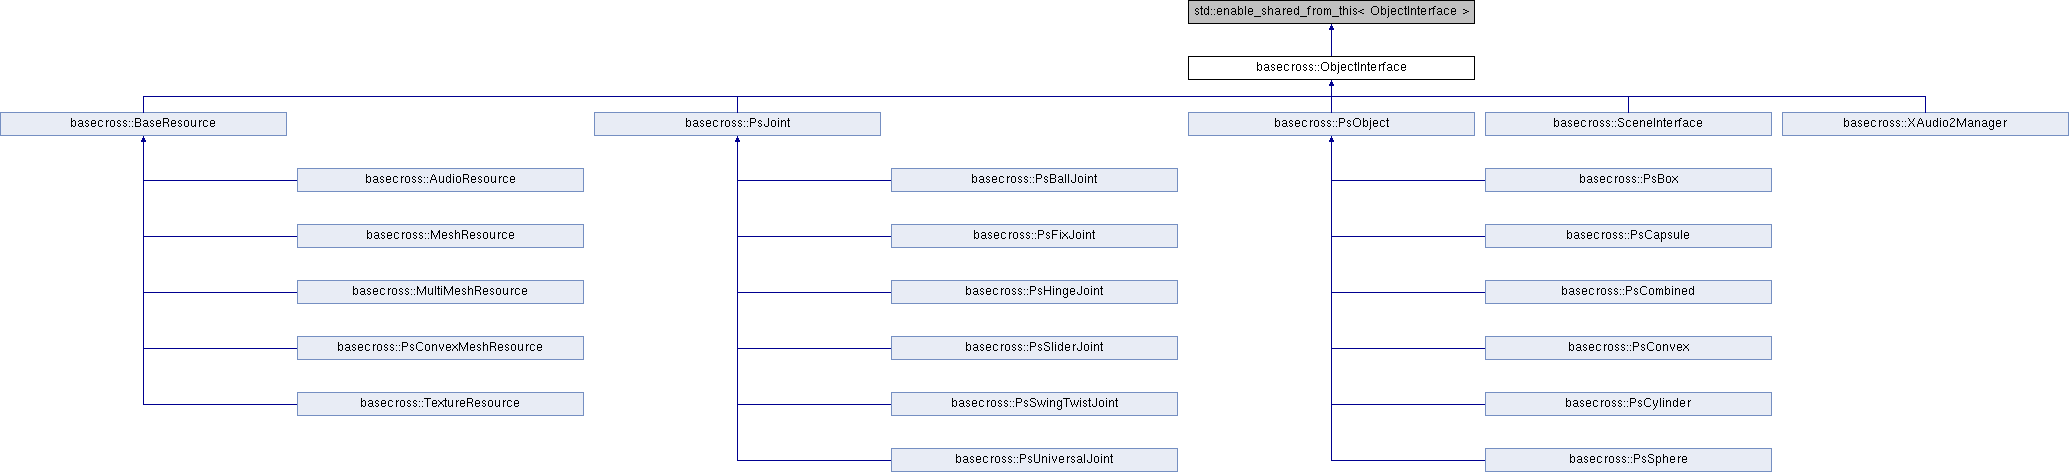 std::enable_shared_from_this< ObjectInterface >
basecross::ObjectInterface
basecross::BaseResource
basecross::PsJoint
basecross::PsObject
basecross::SceneInterface
basecross::XAudio2Manager
basecross::AudioResource
basecross::PsBallJoint
basecross::PsBox
basecross::MeshResource
basecross::PsFixJoint
basecross::PsCapsule
basecross::MultiMeshResource
basecross::PsHingeJoint
basecross::PsCombined
basecross::PsConvexMeshResource
basecross::PsSliderJoint
basecross::PsConvex
basecross::TextureResource
basecross::PsSwingTwistJoint
basecross::PsCylinder
basecross::PsUniversalJoint
basecross::PsSphere